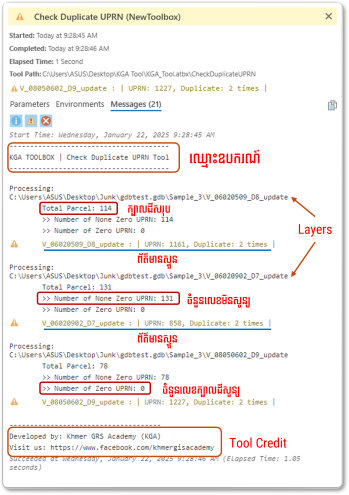 Check Duplicate UPRN (NewToolbox)
Started: Today at 9:28:45 AM
Completed: Today at 9:28:46 AM
Elapsed Time: 1 Second
Tool Path: C:\Users\ASUS\Desktop\KGA Tool\KGA_Tool.atbx\CheckDuplicateUPRN
V_08050602_D9_update : | UPRN: 1227, Duplicate: 2 times |
Parameters Environments Messages (21)
Start Time: Wednesday, January 22, 2025 9:28:45 AM
----------------------------------------
KGA TOOLBOX | Check Duplicate UPRN Tool
ឈ្មោះឧបករណ៍
----------------------------------------
Processing:
C:\Users\ASUS\Desktop\Junk\gdbtest.gdb\Sample_3\V_06020509_D8_update
Total Parcel: 114 ក្បាលដីសរុប
>> Number of None Zero UPRN: 114
>> Number of Zero UPRN: 0
Layers
V_06020509_D8_update : | UPRN: 1161, Duplicate: 2 times |
ព័ត៌មានស្ទួន
Processing:
C:\Users\ASUS\Desktop\Junk\gdbtest.gdb\Sample_3\V_06020902_D7_update
Total Parcel: 131
>> Number of None Zero UPRN: 131 ចំនួនលេខមិនសូន្យ
>> Number of Zero UPRN: 0
V_06020902_D7_update : | UPRN: 858, Duplicate: 2 times |
ព័ត៌មានស្ទួន
Processing:
C:\Users\ASUS\Desktop\Junk\gdbtest.gdb\Sample_3\V_08050602_D9_update
Total Parcel: 78
>> Number of None Zero UPRN: 78
>> Number of Zero UPRN: 0 ចំនួនលេខក្បាលដីសូន្យ
V_08050602_D9_update : | UPRN: 1227, Duplicate: 2 times |
----------------------------------------
Developed by: Khmer GRS Academy (KGA)
Visit us: https://www.facebook.com/khmergisacademy
Tool Credit
Succeeded at Wednesday, January 22, 2025 9:28:46 AM (Elapsed Time: 1.05
seconds)